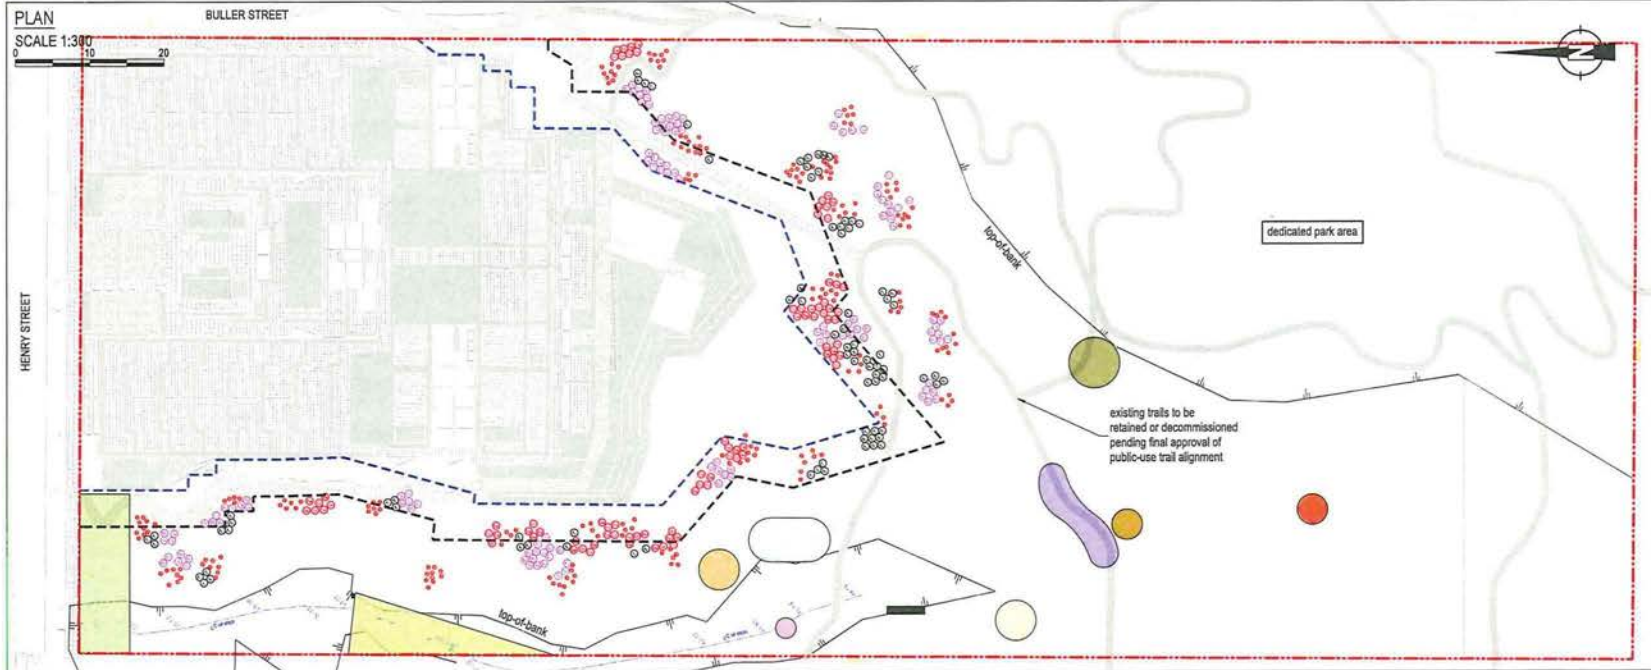 PLAN
BULLER STREET
SCALE 1:300
0 10 20
N
HENRY STREET
dedicated park area
top-of-bank
existing trails to be
retained or decommissioned
pending final approval of
public-use trail alignment
top-of-bank